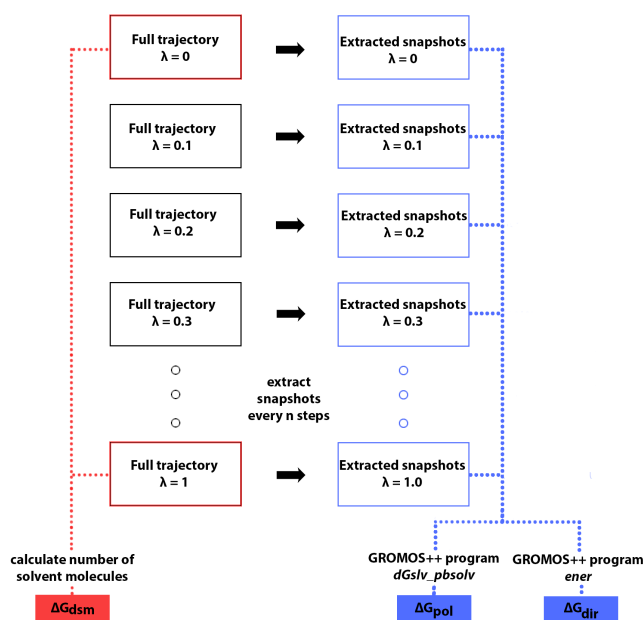 Full trajectory
λ = 0
Extracted snapshots
λ = 0
Full trajectory
λ = 0.1
Extracted snapshots
λ = 0.1
Full trajectory
λ = 0.2
Extracted snapshots
λ = 0.2
Full trajectory
λ = 0.3
Extracted snapshots
λ = 0.3
extract
snapshots
every n steps
Full trajectory
λ = 1
Extracted snapshots
λ = 1.0
calculate number of
solvent molecules
ΔGdsm
GROMOS++ program
dGslv_pbsolv
ΔGpol
GROMOS++ program
ener
ΔGdir